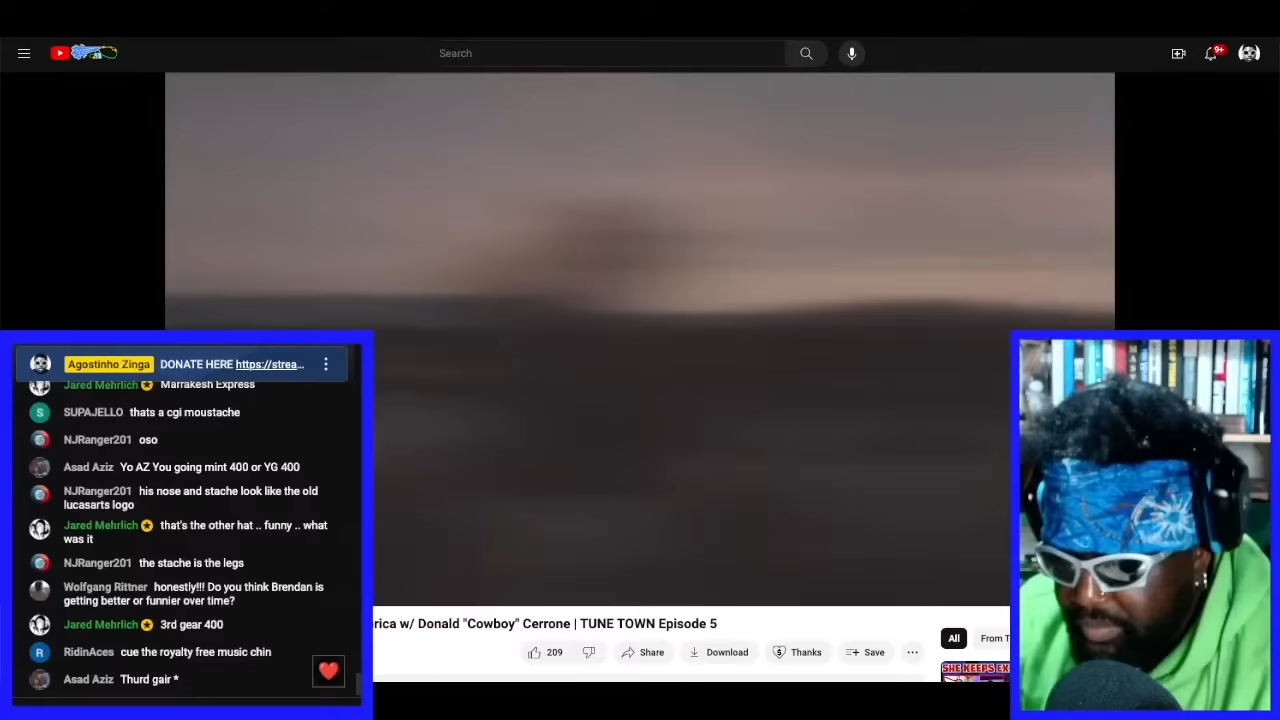 Search
9+
Agostinho Zinga DONATE HERE https://strea...
Jared Mehrlich Marrakesh Express
S SUPAJELLO thats a cgi moustache
NJRanger201 oso
Asad Aziz Yo AZ You going mint 400 or YG 400
NJRanger201 his nose and stache look like the old
lucasarts logo
Jared Mehrlich that's the other hat .. funny .. what
was it
NJRanger201 the stache is the legs
Wolfgang Rittner honestly!!! Do you think Brendan is
getting better or funnier over time?
Jared Mehrlich 3rd gear 400
R RidinAces cue the royalty free music chin
Asad Aziz Thurd gair *
rica w/ Donald "Cowboy" Cerrone | TUNE TOWN Episode 5
209
Share
Download
Thanks
Save
All
From T
SHE KEEPS EX